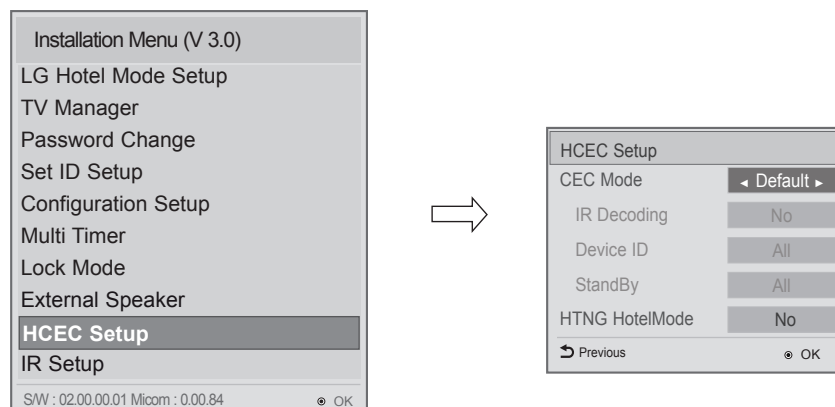 Installation Menu (V 3.0)
LG Hotel Mode Setup
TV Manager
Password Change
Set ID Setup
Configuration Setup
Multi Timer
Lock Mode
External Speaker
HCEC Setup
IR Setup
S/W : 02.00.00.01 Micom : 0.00.84 ◉ OK
HCEC Setup
CEC Mode ◄ Default ►
IR Decoding No
Device ID All
StandBy All
HTNG HotelMode No
Previous ◉ OK